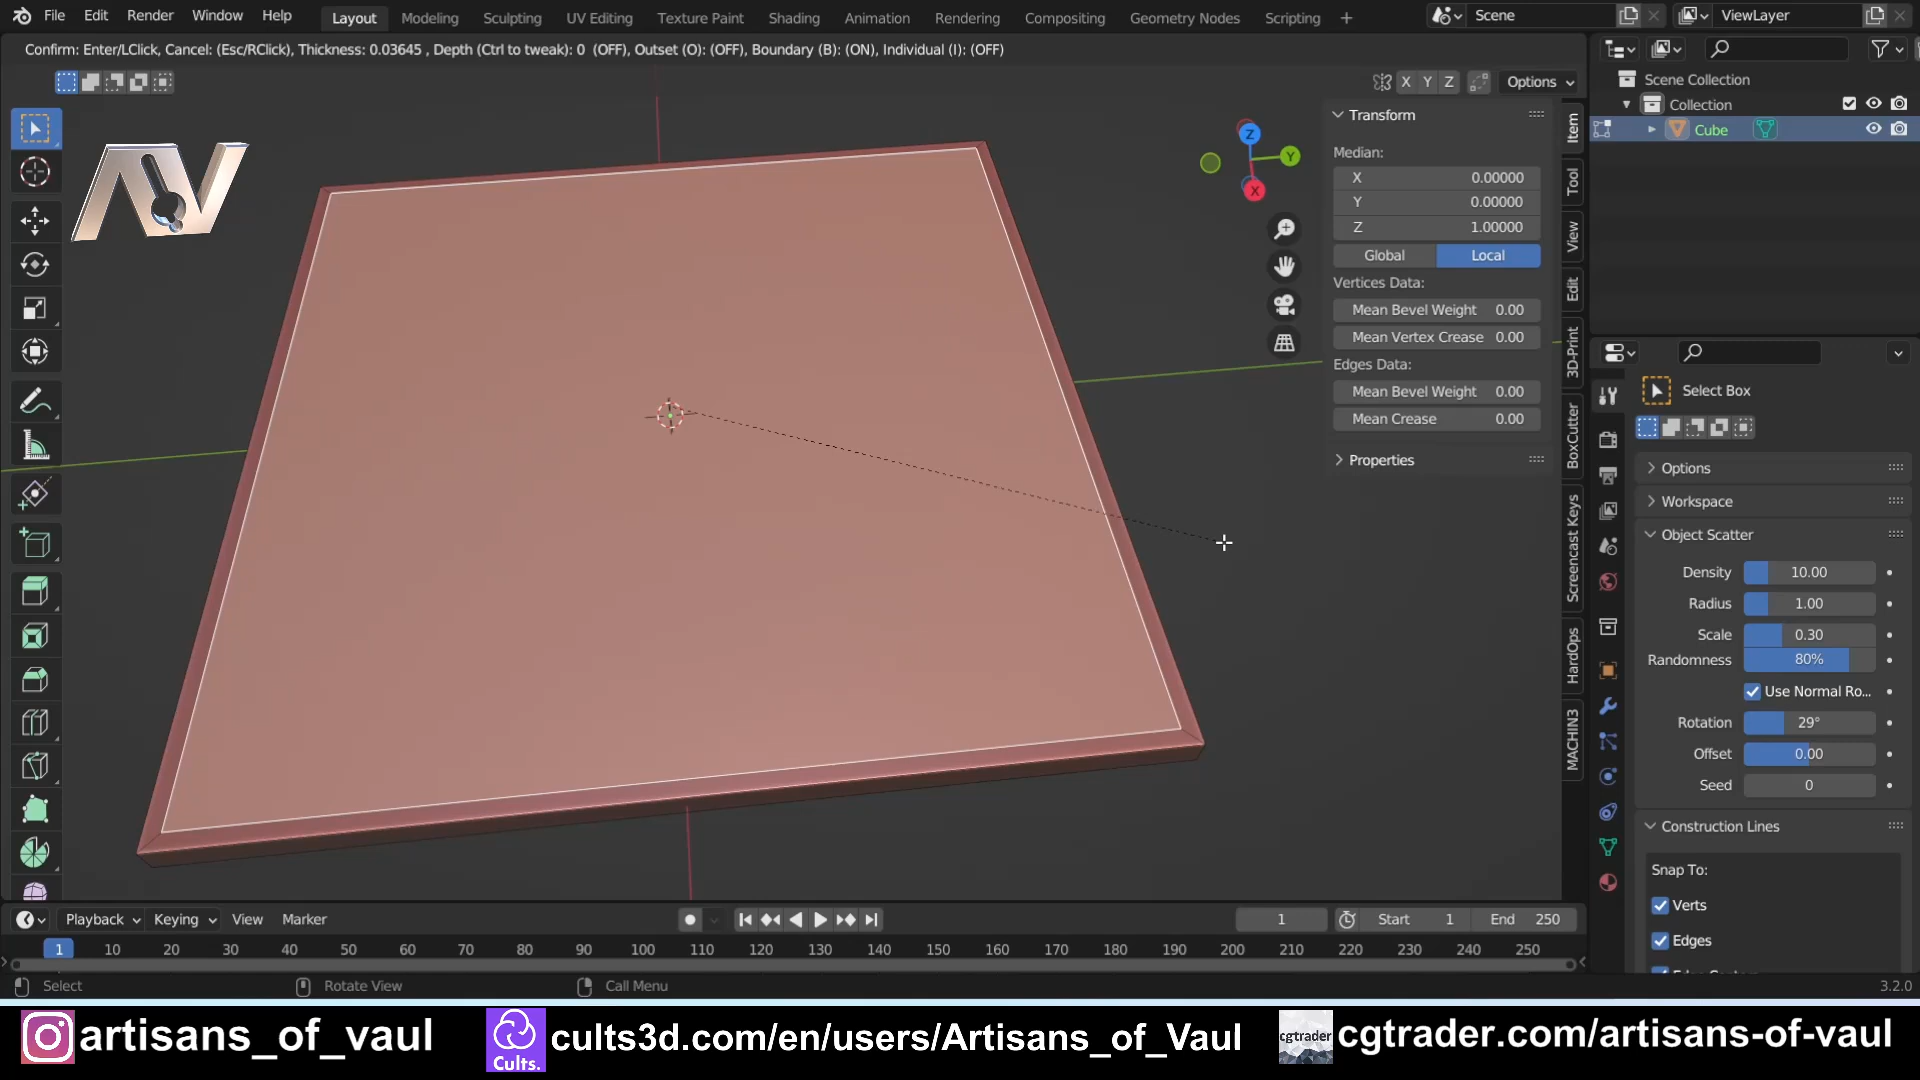 File Edit Render Window Help Layout Modeling Sculpting UV Editing Texture Paint Shading Animation Rendering Compositing Geometry Nodes Scripting Scene ViewLayer
Confirm: Enter/LClick, Cancel: (Esc/RClick), Thickness: 0.03645 , Depth (Ctrl to tweak): 0 (OFF), Outset (O): (OFF), Boundary (B): (ON), Individual (I): (OFF)
X Y Z Options
Scene Collection
Collection
Cube
Transform
Median:
X 0.00000
Y 0.00000
Z 1.00000
Global Local
Vertices Data:
Mean Bevel Weight 0.00
Mean Vertex Crease 0.00
Edges Data:
Mean Bevel Weight 0.00
Mean Crease 0.00
Properties
Z
Y
X
Item
Tool
View
Edit
3D-Print
BoxCutter
Screencast Keys
HardOps
MACHIN3
Select Box
Options
Workspace
Object Scatter
Density 10.00
Radius 1.00
Scale 0.30
Randomness 80%
Use Normal Ro...
Rotation 29°
Offset 0.00
Seed 0
Construction Lines
Snap To:
Verts
Edges
Playback Keying View Marker 1 Start 1 End 250
1 10 20 30 40 50 60 70 80 90 100 110 120 130 140 150 160 170 180 190 200 210 220 230 240 250
Select Rotate View Call Menu 3.2.0
artisans_of_vaul
Cults.
cults3d.com/en/users/Artisans_of_Vaul
cgtrader
cgtrader.com/artisans-of-vaul